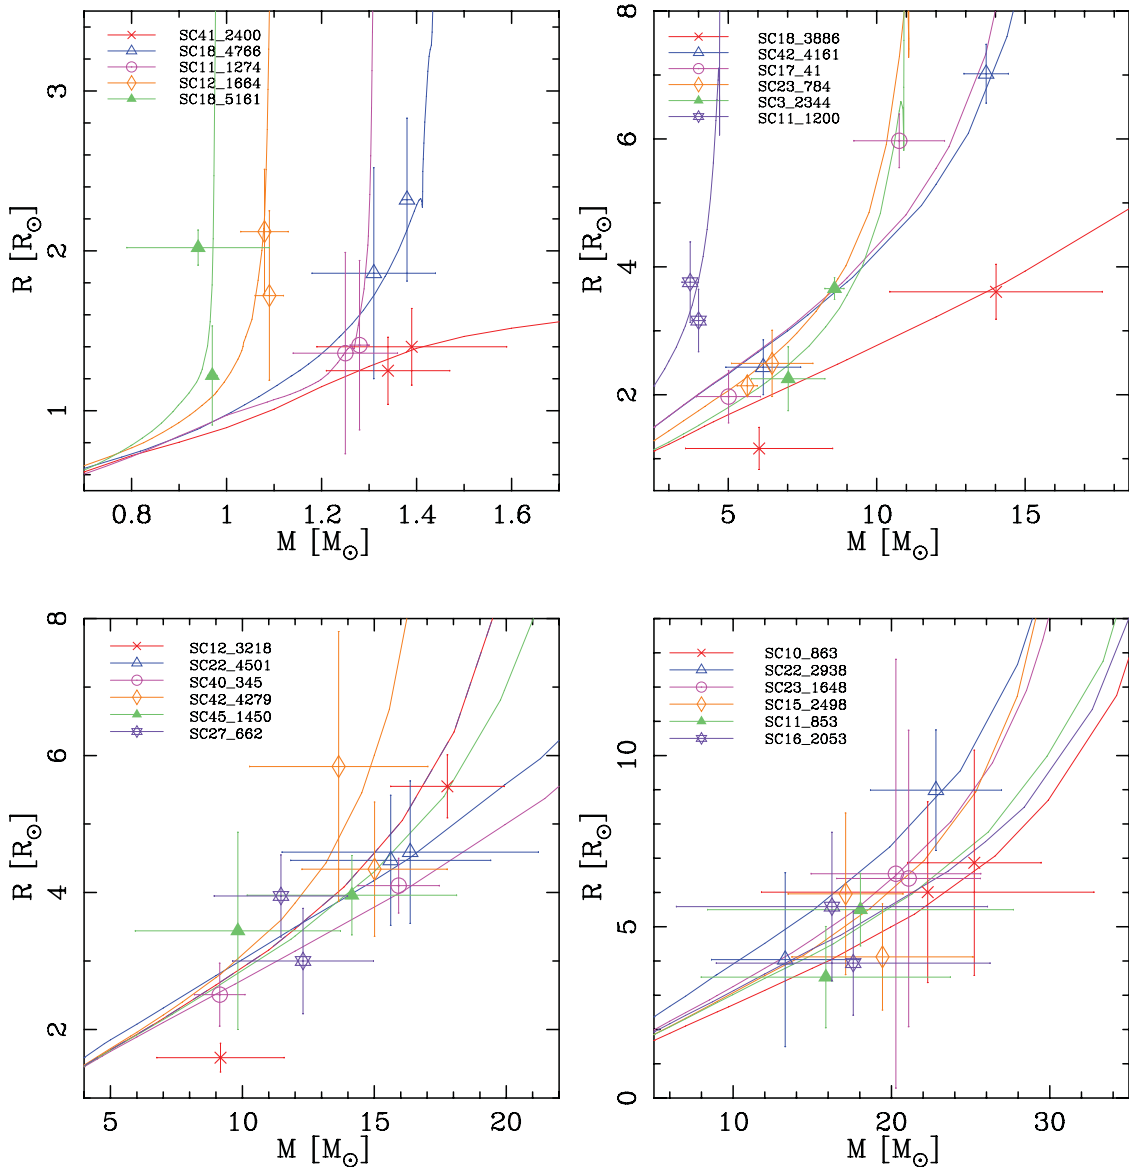 SC41_2400
SC18_4766
SC11_1274
SC12_1664
SC18_5161
3
2
1
R [R⊙]
0.8 1 1.2 1.4 1.6
M [M⊙]
SC18_3886
SC42_4161
SC17_41
SC23_784
SC3_2344
SC11_1200
8
6
4
2
R [R⊙]
5 10 15
M [M⊙]
SC12_3218
SC22_4501
SC40_345
SC42_4279
SC45_1450
SC27_662
8
6
4
2
R [R⊙]
5 10 15 20
M [M⊙]
SC10_863
SC22_2938
SC23_1648
SC15_2498
SC11_853
SC16_2053
10
5
0
R [R⊙]
10 20 30
M [M⊙]